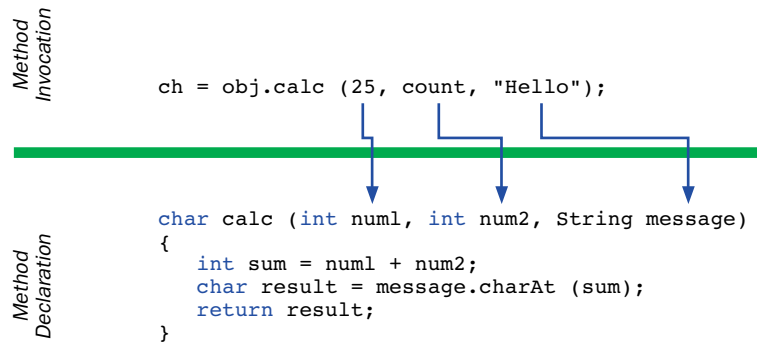 Method
Invocation
ch = obj.calc (25, count, "Hello");
char calc (int num1, int num2, String message)
{
int sum = num1 + num2;
char result = message.charAt (sum);
return result;
}
Method
Declaration